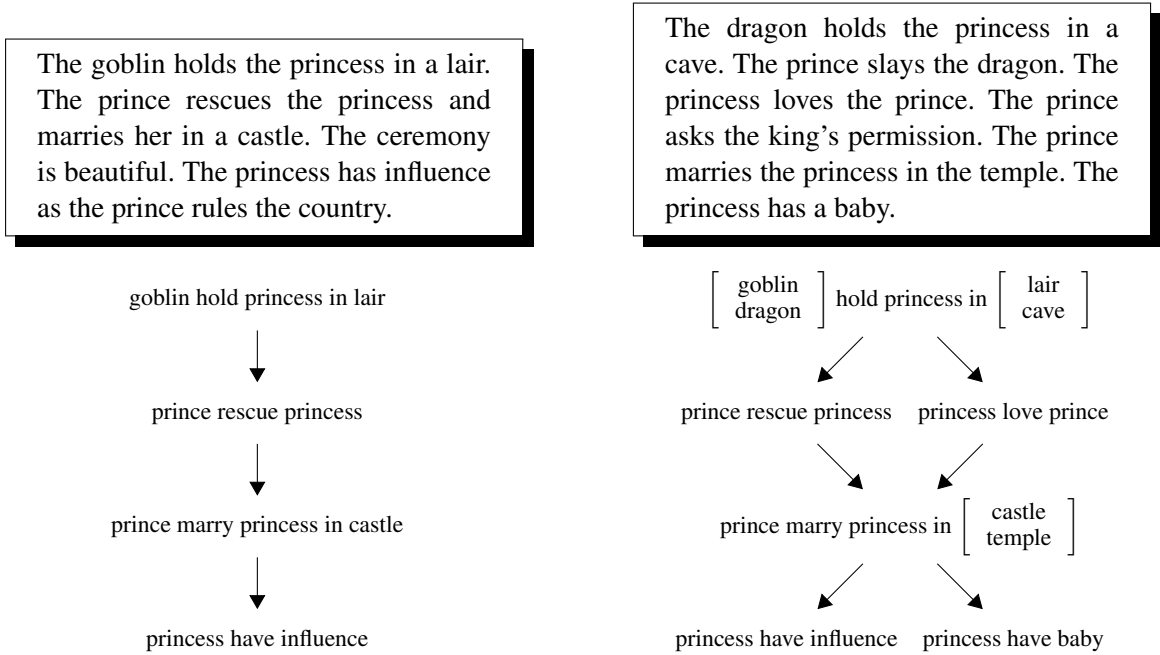 The goblin holds the princess in a lair.
The prince rescues the princess and
marries her in a castle. The ceremony
is beautiful. The princess has influence
as the prince rules the country.
goblin hold princess in lair
prince rescue princess
prince marry princess in castle
princess have influence
The dragon holds the princess in a
cave. The prince slays the dragon. The
princess loves the prince. The prince
asks the king's permission. The prince
marries the princess in the temple. The
princess has a baby.
goblin
dragon
hold princess in
lair
cave
prince rescue princess
princess love prince
prince marry princess in
castle
temple
princess have influence
princess have baby